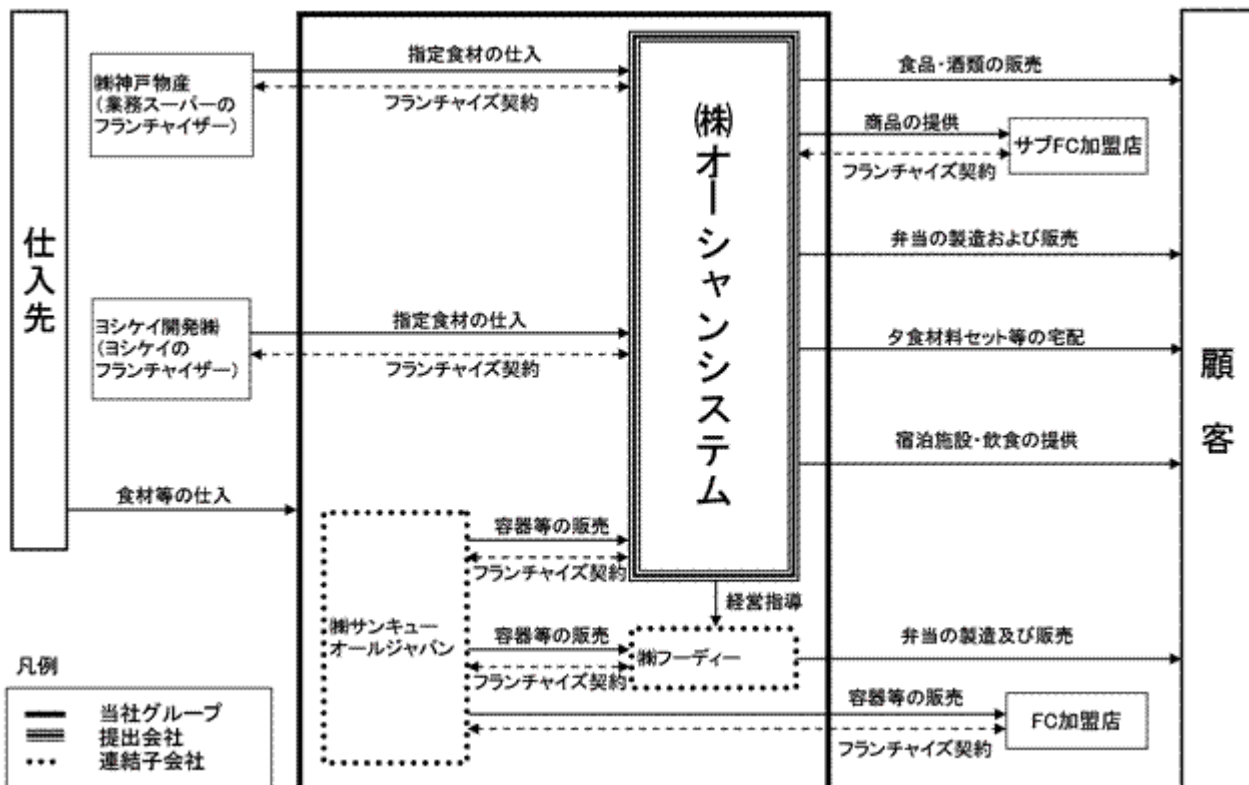 仕入先
㈱神戸物産
(業務スーパーの
フランチャイザー)
指定食材の仕入
フランチャイズ契約
ヨシケイ開発㈱
(ヨシケイの
フランチャイザー)
指定食材の仕入
フランチャイズ契約
食材等の仕入
㈱オーシャンシステム
食品・酒類の販売
商品の提供
フランチャイズ契約
サブFC加盟店
弁当の製造および販売
夕食材料セット等の宅配
宿泊施設・飲食の提供
顧客
㈱サンキュー
オールジャパン
容器等の販売
フランチャイズ契約
経営指導
容器等の販売
フランチャイズ契約
㈱フーディー
弁当の製造及び販売
容器等の販売
フランチャイズ契約
FC加盟店
凡例
当社グループ
提出会社
連結子会社